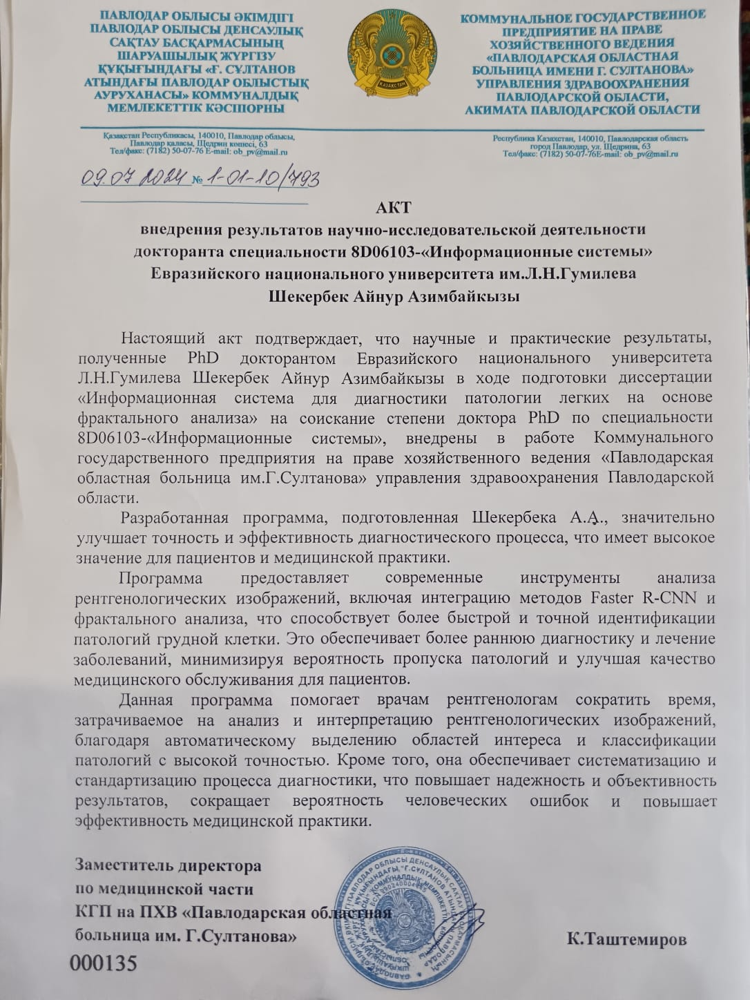 ПАВЛОДАР ОБЛЫСЫ ӘКІМДІГІ
ПАВЛОДАР ОБЛЫСЫ ДЕНСАУЛЫҚ
САҚТАУ БАСҚАРМАСЫНЫҢ
ШАРУАШЫЛЫҚ ЖҮРГІЗУ
ҚҰҚЫҒЫНДАҒЫ «Ғ. СҰЛТАНОВ
АТЫНДАҒЫ ПАВЛОДАР ОБЛЫСТЫҚ
АУРУХАНАСЫ» КОММУНАЛДЫҚ
МЕМЛЕКЕТТІК КӘСІПОРНЫ
ҚАЗАҚСТАН
КОММУНАЛЬНОЕ ГОСУДАРСТВЕННОЕ
ПРЕДПРИЯТИЕ НА ПРАВЕ
ХОЗЯЙСТВЕННОГО ВЕДЕНИЯ
«ПАВЛОДАРСКАЯ ОБЛАСТНАЯ
БОЛЬНИЦА ИМЕНИ Г. СУЛТАНОВА»
УПРАВЛЕНИЯ ЗДРАВООХРАНЕНИЯ
ПАВЛОДАРСКОЙ ОБЛАСТИ,
АКИМАТА ПАВЛОДАРСКОЙ ОБЛАСТИ
Қазақстан Республикасы, 140010, Павлодар облысы,
Павлодар қаласы, Щедрин көшесі, 63
Тел/факс: (7182) 50-07-76 E-mail: ob_pv@mail.ru
Республика Казахстан, 140010, Павлодарская область
город Павлодар, ул. Щедрина, 63
Тел/факс: (7182) 50-07-76E-mail: ob_pv@mail.ru
09.07 2024 № 1-01-10/793
АКТ
внедрения результатов научно-исследовательской деятельности
докторанта специальности 8D06103-«Информационные системы»
Евразийского национального университета им.Л.Н.Гумилева
Шекербек Айнур Азимбайкызы
Настоящий акт подтверждает, что научные и практические результаты,
полученные PhD докторантом Евразийского национального университета
Л.Н.Гумилева Шекербек Айнур Азимбайкызы в ходе подготовки диссертации
«Информационная система для диагностики патологии легких на основе
фрактального анализа» на соискание степени доктора PhD по специальности
8D06103-«Информационные системы», внедрены в работе Коммунального
государственного предприятия на праве хозяйственного ведения «Павлодарская
областная больница им.Г.Султанова» управления здравоохранения Павлодарской
области.
Разработанная программа, подготовленная Шекербека А.А., значительно
улучшает точность и эффективность диагностического процесса, что имеет высокое
значение для пациентов и медицинской практики.
Программа предоставляет современные инструменты анализа
рентгенологических изображений, включая интеграцию методов Faster R-CNN и
фрактального анализа, что способствует более быстрой и точной идентификации
патологий грудной клетки. Это обеспечивает более раннюю диагностику и лечение
заболеваний, минимизируя вероятность пропуска патологий и улучшая качество
медицинского обслуживания для пациентов.
Данная программа помогает врачам рентгенологам сократить время,
затрачиваемое на анализ и интерпретацию рентгенологических изображений,
благодаря автоматическому выделению областей интереса и классификации
патологий с высокой точностью. Кроме того, она обеспечивает систематизацию и
стандартизацию процесса диагностики, что повышает надежность и объективность
результатов, сокращает вероятность человеческих ошибок и повышает
эффективность медицинской практики.
Заместитель директора
по медицинской части
КГП на ПХВ «Павлодарская областная
больница им. Г.Султанова»
К.Таштемиров
000135